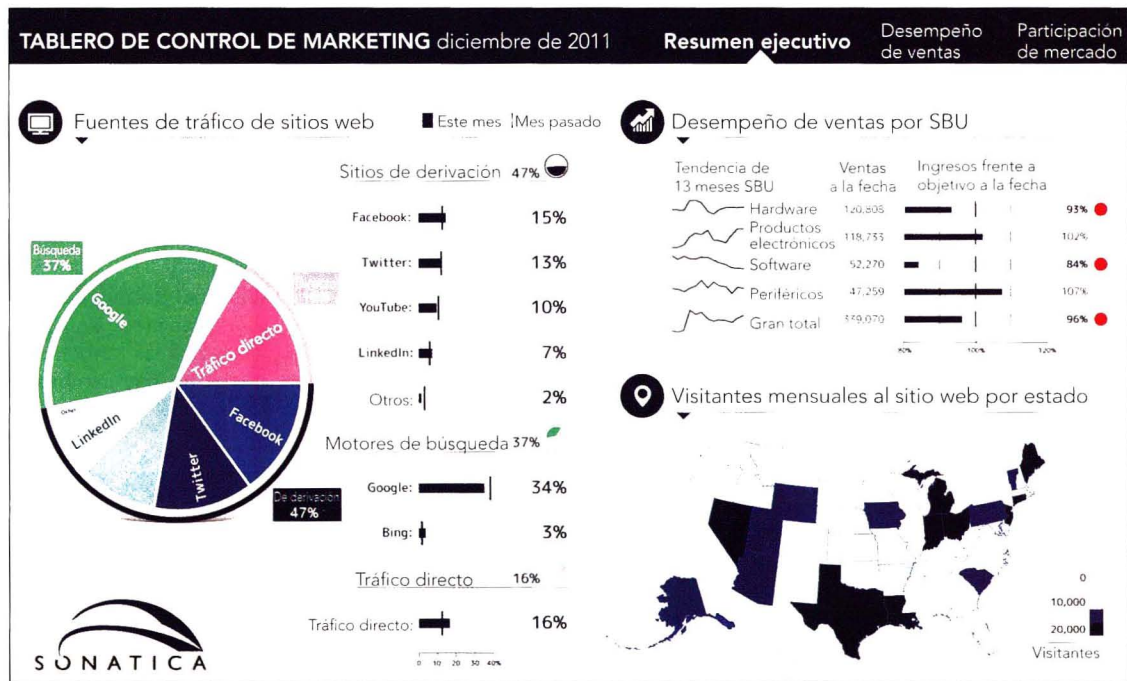 TABLERO DE CONTROL DE MARKETING diciembre de 2011
Resumen ejecutivo
Desempeño
de ventas
Participación
de mercado
Fuentes de tráfico de sitios web
Este mes
Mes pasado
Búsqueda
37%
Google
Tráfico directo
Facebook
Twitter
LinkedIn
De derivación
47%
Sitios de derivación 47%
Facebook: 15%
Twitter: 13%
YouTube: 10%
LinkedIn: 7%
Otros: 2%
Motores de búsqueda 37%
Google: 34%
Bing: 3%
Tráfico directo 16%
Tráfico directo: 16%
0 10 20 30 40%
SONATICA
Desempeño de ventas por SBU
Tendencia de
13 meses SBU
Ventas
a la fecha
Ingresos frente a
objetivo a la fecha
Hardware 120,808 93%
Productos
electrónicos 118,733 102%
Software 52,270 84%
Periféricos 47,259 107%
Gran total 339,070 96%
80% 100% 120%
Visitantes mensuales al sitio web por estado
0
10,000
20,000
Visitantes